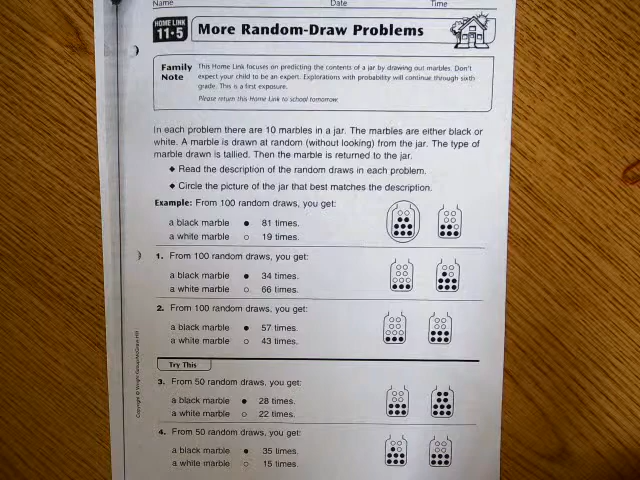 Name Date Time
HOME LINK
11•5
More Random-Draw Problems
Family
Note
This Home Link focuses on predicting the contents of a jar by drawing out marbles. Don't
expect your child to be an expert. Explorations with probability will continue through sixth
grade. This is a first exposure.
Please return this Home Link to school tomorrow.
In each problem there are 10 marbles in a jar. The marbles are either black or
white. A marble is drawn at random (without looking) from the jar. The type of
marble drawn is tallied. Then the marble is returned to the jar.
◆ Read the description of the random draws in each problem.
◆ Circle the picture of the jar that best matches the description.
Example: From 100 random draws, you get:
a black marble ● 81 times.
a white marble ○ 19 times.
1. From 100 random draws, you get:
a black marble ● 34 times.
a white marble ○ 66 times.
2. From 100 random draws, you get:
a black marble ● 57 times.
a white marble ○ 43 times.
Try This
3. From 50 random draws, you get:
a black marble ● 28 times.
a white marble ○ 22 times.
4. From 50 random draws, you get:
a black marble ● 35 times.
a white marble ○ 15 times.
Copyright © Wright Group/McGraw-Hill